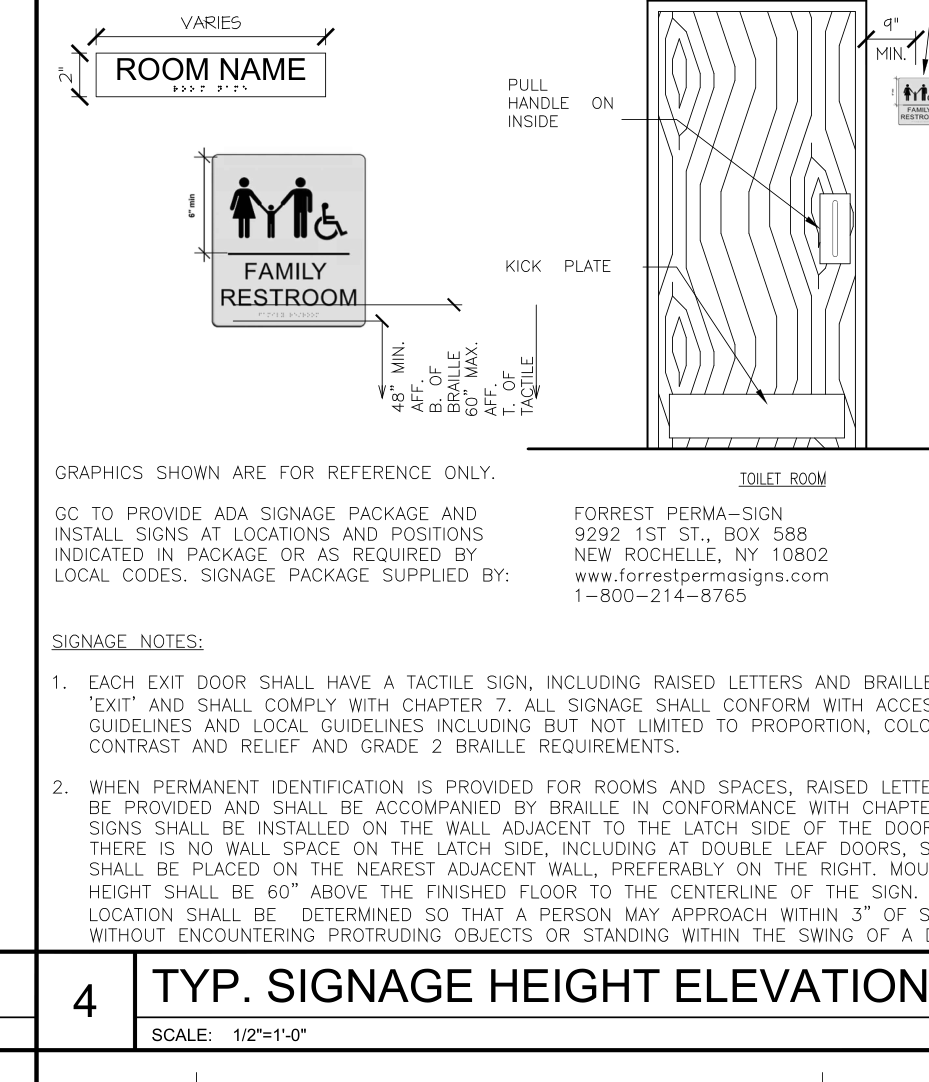 VARIES
2"
ROOM NAME
9"
MIN.
PULL
HANDLE ON
INSIDE
6" min
FAMILY
RESTROOM
FAMILY
KICK PLATE
48" MIN.
AFF.
B. OF
BRAILLE
60" MAX.
AFF.
T. OF
TACTILE
GRAPHICS SHOWN ARE FOR REFERENCE ONLY.
TOILET ROOM
GC TO PROVIDE ADA SIGNAGE PACKAGE AND
INSTALL SIGNS AT LOCATIONS AND POSITIONS
INDICATED IN PACKAGE OR AS REQUIRED BY
LOCAL CODES. SIGNAGE PACKAGE SUPPLIED BY:
FORREST PERMA-SIGN
9292 1ST ST., BOX 588
NEW ROCHELLE, NY 10802
www.forrestpermasigns.com
1-800-214-8765
SIGNAGE NOTES:
1. EACH EXIT DOOR SHALL HAVE A TACTILE SIGN, INCLUDING RAISED LETTERS AND BRAILLE
'EXIT' AND SHALL COMPLY WITH CHAPTER 7. ALL SIGNAGE SHALL CONFORM WITH ACCES
GUIDELINES AND LOCAL GUIDELINES INCLUDING BUT NOT LIMITED TO PROPORTION, COLO
CONTRAST AND RELIEF AND GRADE 2 BRAILLE REQUIREMENTS.
2. WHEN PERMANENT IDENTIFICATION IS PROVIDED FOR ROOMS AND SPACES, RAISED LETTE
BE PROVIDED AND SHALL BE ACCOMPANIED BY BRAILLE IN CONFORMANCE WITH CHAPTE
SIGNS SHALL BE INSTALLED ON THE WALL ADJACENT TO THE LATCH SIDE OF THE DOOR
THERE IS NO WALL SPACE ON THE LATCH SIDE, INCLUDING AT DOUBLE LEAF DOORS, S
SHALL BE PLACED ON THE NEAREST ADJACENT WALL, PREFERABLY ON THE RIGHT. MOU
HEIGHT SHALL BE 60" ABOVE THE FINISHED FLOOR TO THE CENTERLINE OF THE SIGN.
LOCATION SHALL BE DETERMINED SO THAT A PERSON MAY APPROACH WITHIN 3" OF S
WITHOUT ENCOUNTERING PROTRUDING OBJECTS OR STANDING WITHIN THE SWING OF A D
4
TYP. SIGNAGE HEIGHT ELEVATION
SCALE: 1/2"=1'-0"